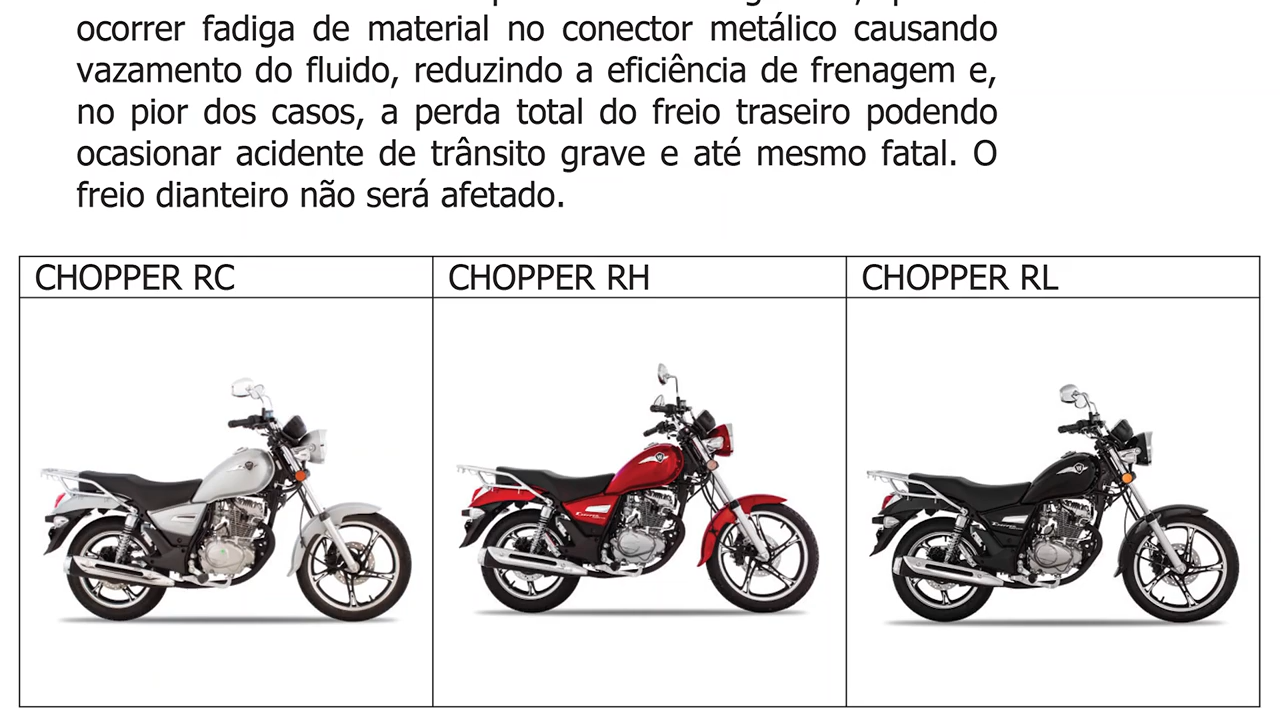 ocorrer fadiga de material no conector metálico causando
vazamento do fluido, reduzindo a eficiência de frenagem e,
no pior dos casos, a perda total do freio traseiro podendo
ocasionar acidente de trânsito grave e até mesmo fatal. O
freio dianteiro não será afetado.
CHOPPER RC
CHOPPER RH
CHOPPER RL